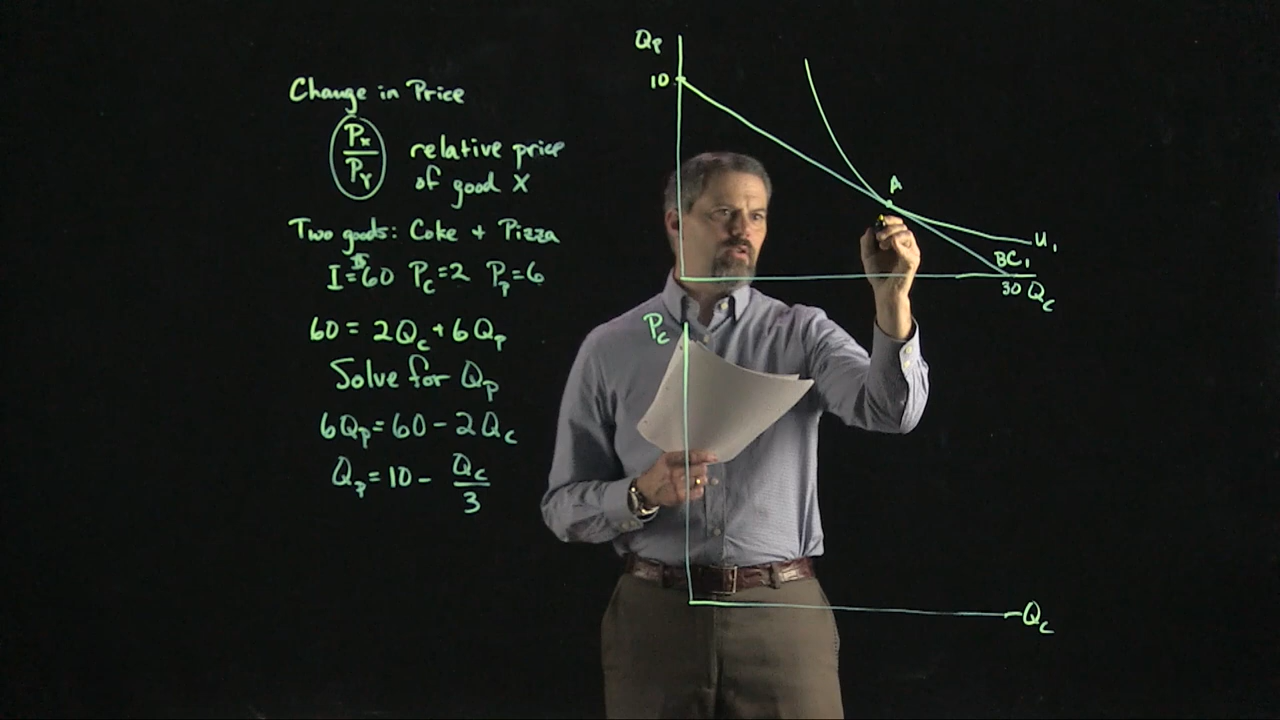 Change in Price
Px/PY relative price of good X
Two goods: Coke + Pizza
I=$60 Pc=2 Pp=6
60 = 2Qc + 6Qp
Solve for Qp
6Qp = 60 - 2Qc
Qp = 10 - Qc/3
Qp
10
A
U1
BC1
30 Qc
Pc
Qc